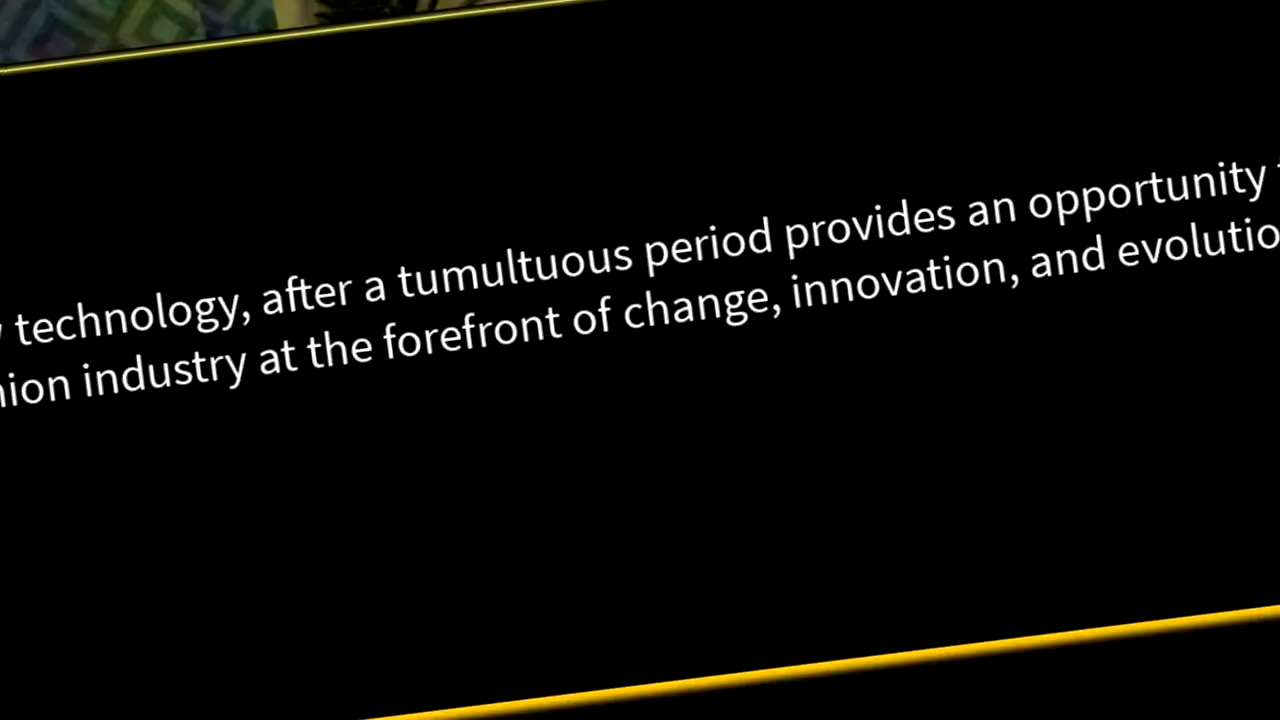 technology, after a tumultuous period provides an opportunity
industry at the forefront of change, innovation, and